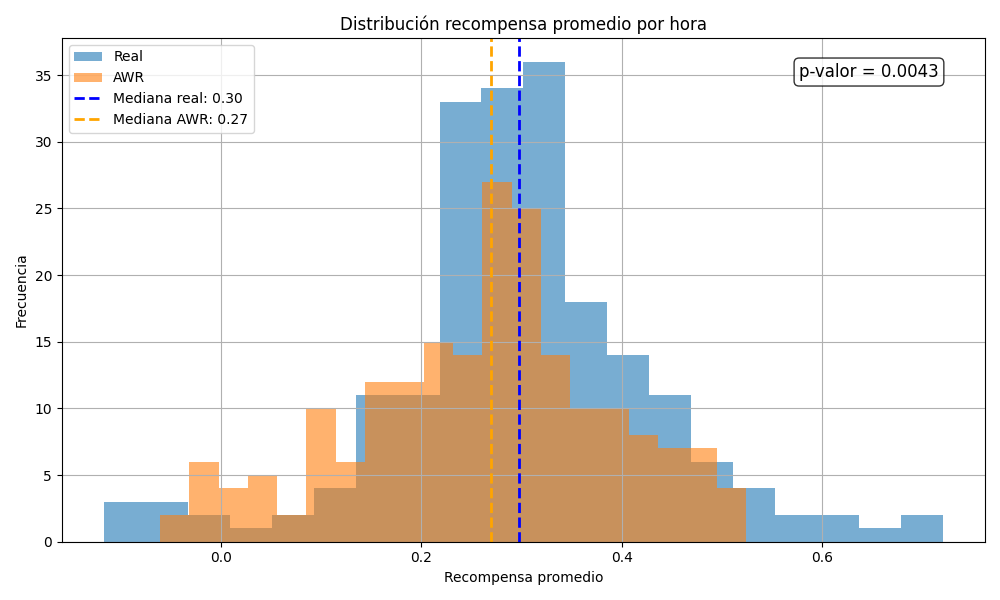 Distribución recompensa promedio por hora
Real
AWR
Mediana real: 0.30
Mediana AWR: 0.27
p-valor = 0.0043
Frecuencia
35
30
25
20
15
10
5
0
0.0
0.2
0.4
0.6
Recompensa promedio